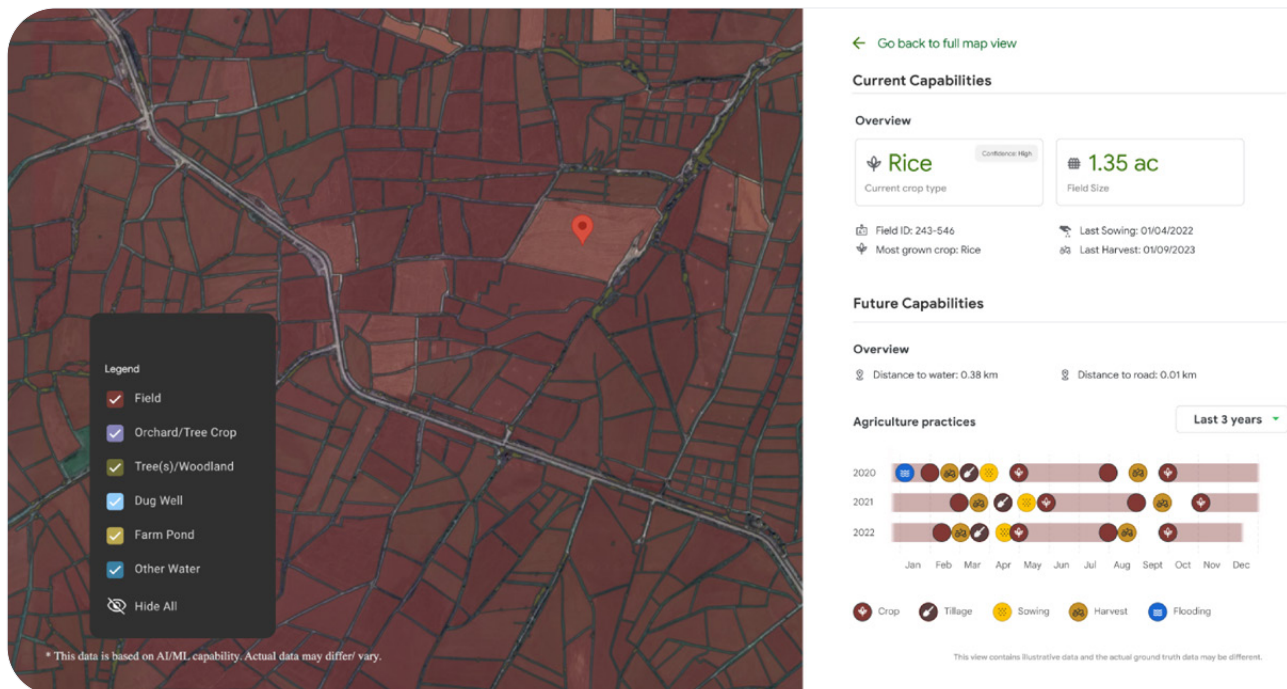 Legend
Field
Orchard/Tree Crop
Tree(s)/Woodland
Dug Well
Farm Pond
Other Water
Hide All
* This data is based on AI/ML capability. Actual data may differ/ vary.
Go back to full map view
Current Capabilities
Overview
Rice
Confidence: High
Current crop type
1.35 ac
Field Size
Field ID: 243-546
Last Sowing: 01/04/2022
Most grown crop: Rice
Last Harvest: 01/09/2023
Future Capabilities
Overview
Distance to water: 0.38 km
Distance to road: 0.01 km
Agriculture practices
Last 3 years
2020
2021
2022
Jan Feb Mar Apr May Jun Jul Aug Sept Oct Nov Dec
Crop Tillage Sowing Harvest Flooding
This view contains illustrative data and the actual ground truth data may be different.